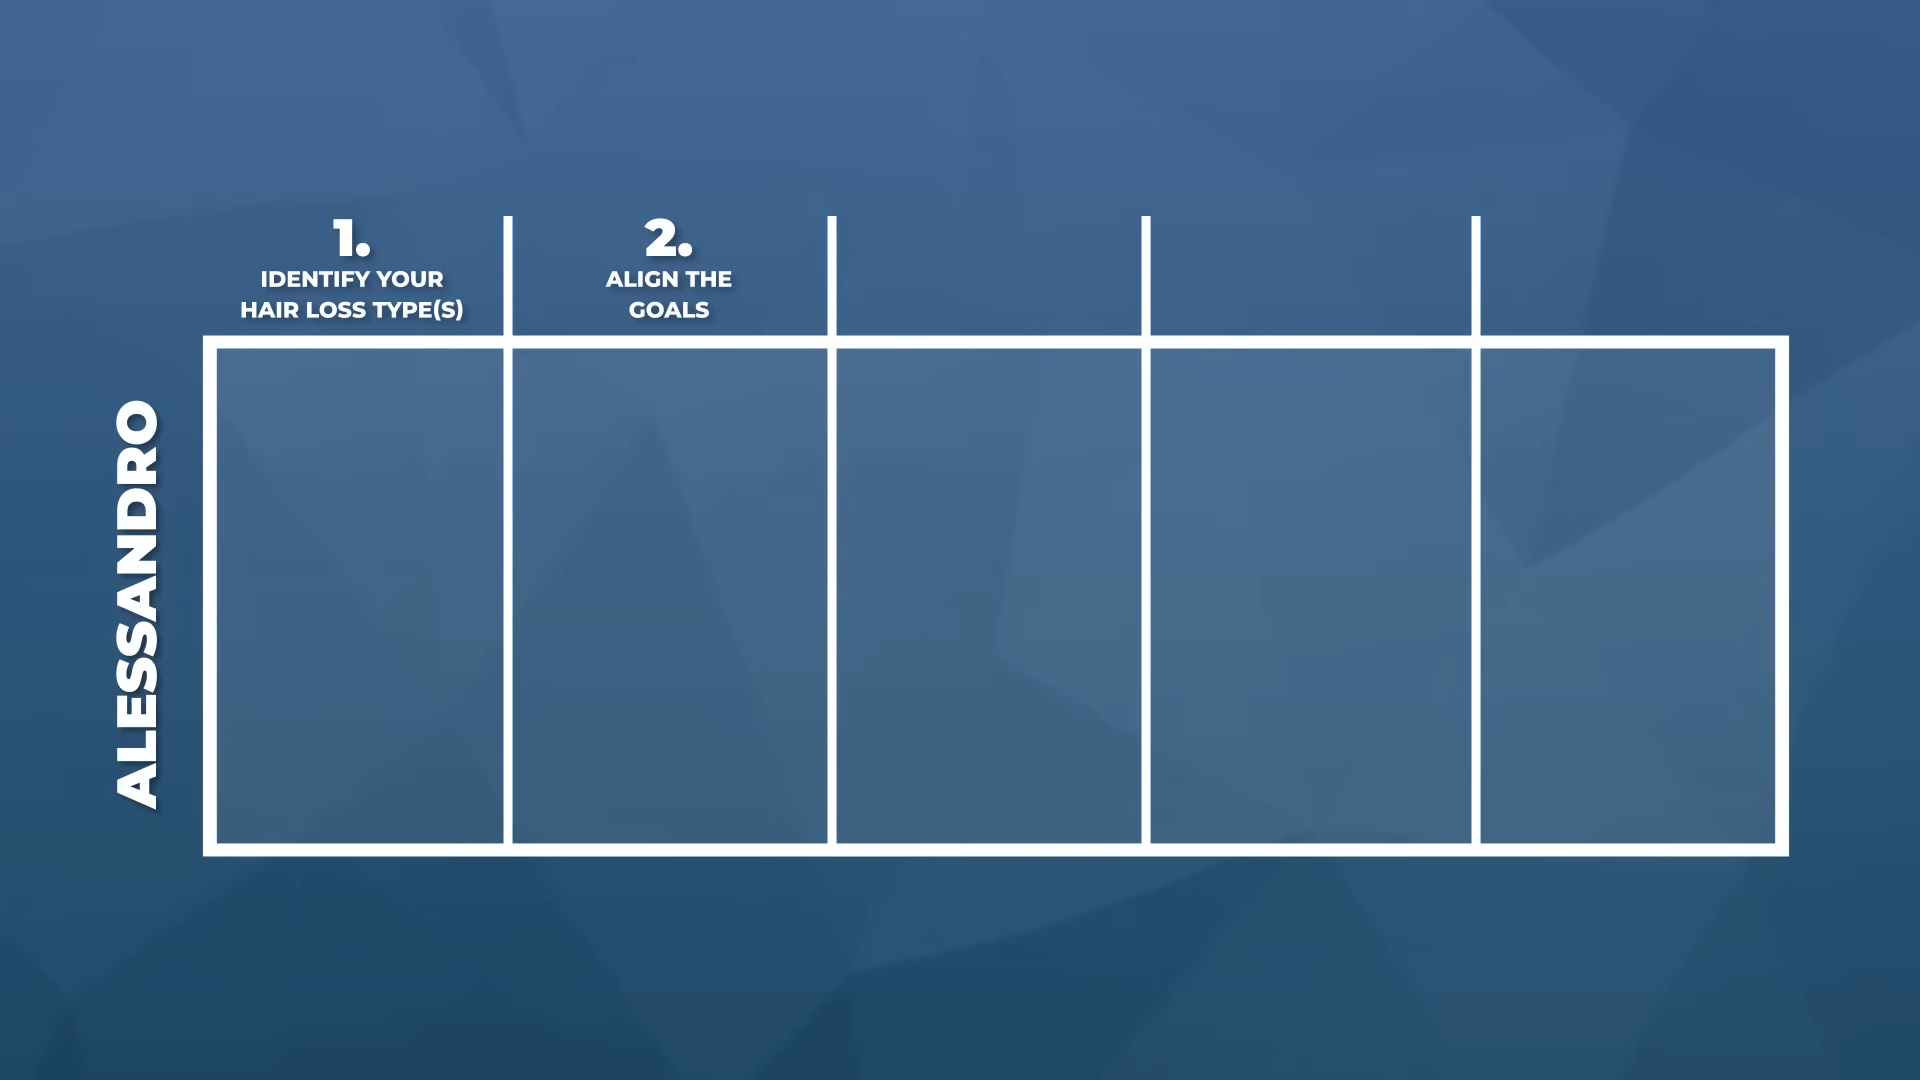 1.
IDENTIFY YOUR
HAIR LOSS TYPE(S)
2.
ALIGN THE
GOALS
ALESSANDRO